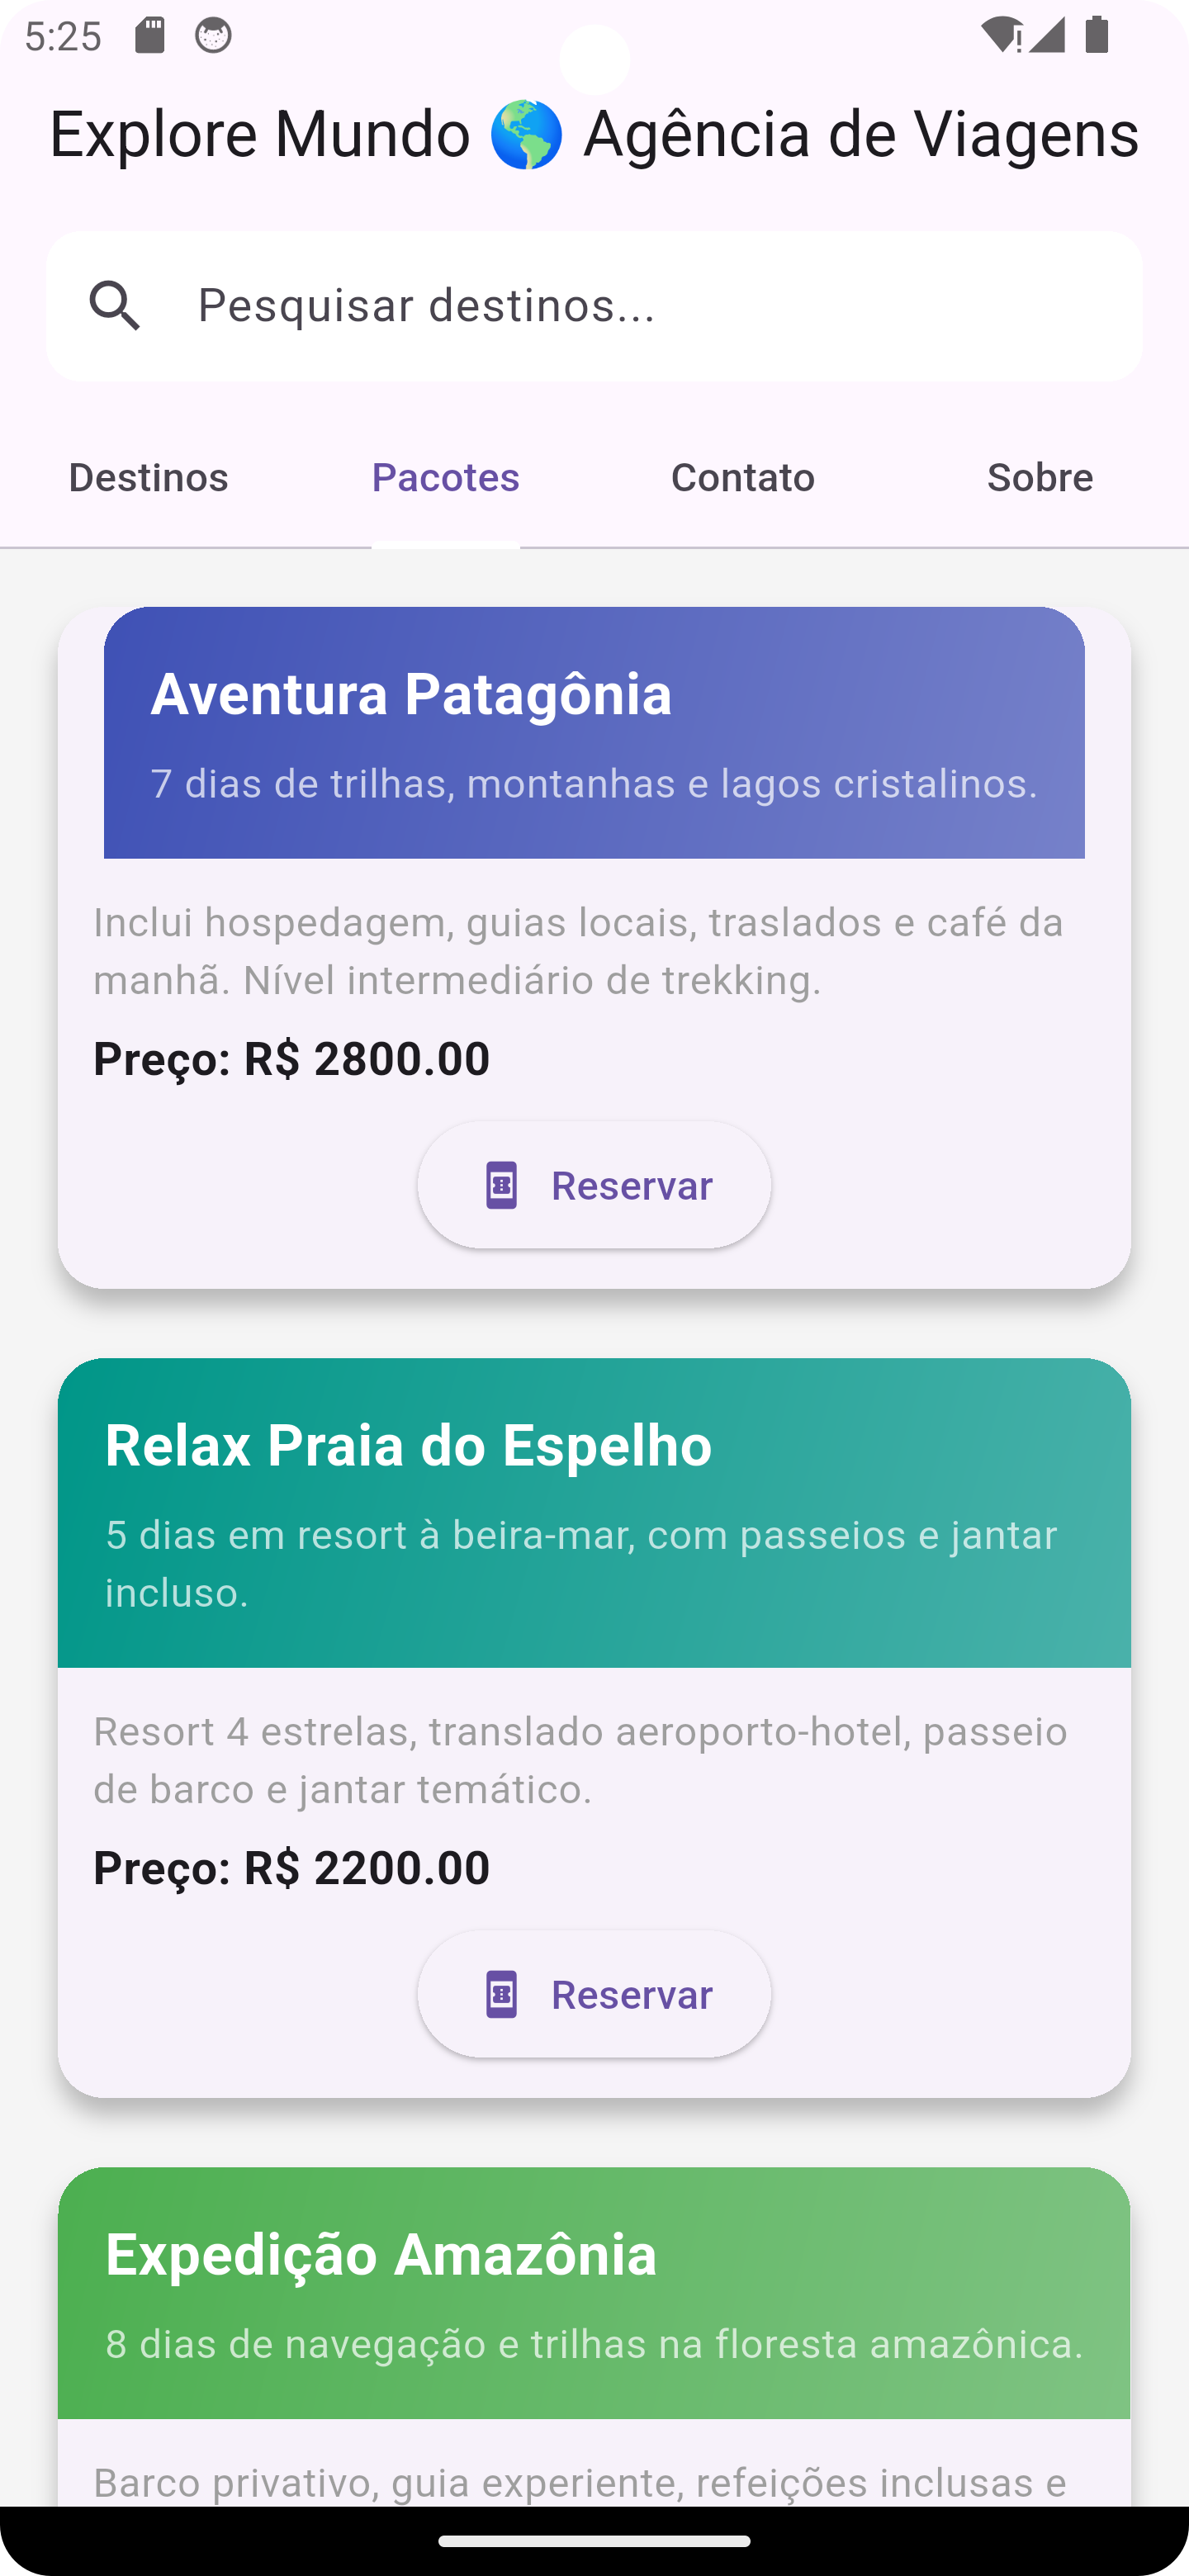 5:25
Explore Mundo 🌎 Agência de Viagens
Pesquisar destinos...
Destinos Pacotes Contato Sobre
Aventura Patagônia
7 dias de trilhas, montanhas e lagos cristalinos.
Inclui hospedagem, guias locais, traslados e café da
manhã. Nível intermediário de trekking.
Preço: R$ 2800.00
Reservar
Relax Praia do Espelho
5 dias em resort à beira-mar, com passeios e jantar
incluso.
Resort 4 estrelas, translado aeroporto-hotel, passeio
de barco e jantar temático.
Preço: R$ 2200.00
Reservar
Expedição Amazônia
8 dias de navegação e trilhas na floresta amazônica.
Barco privativo, guia experiente, refeições inclusas e